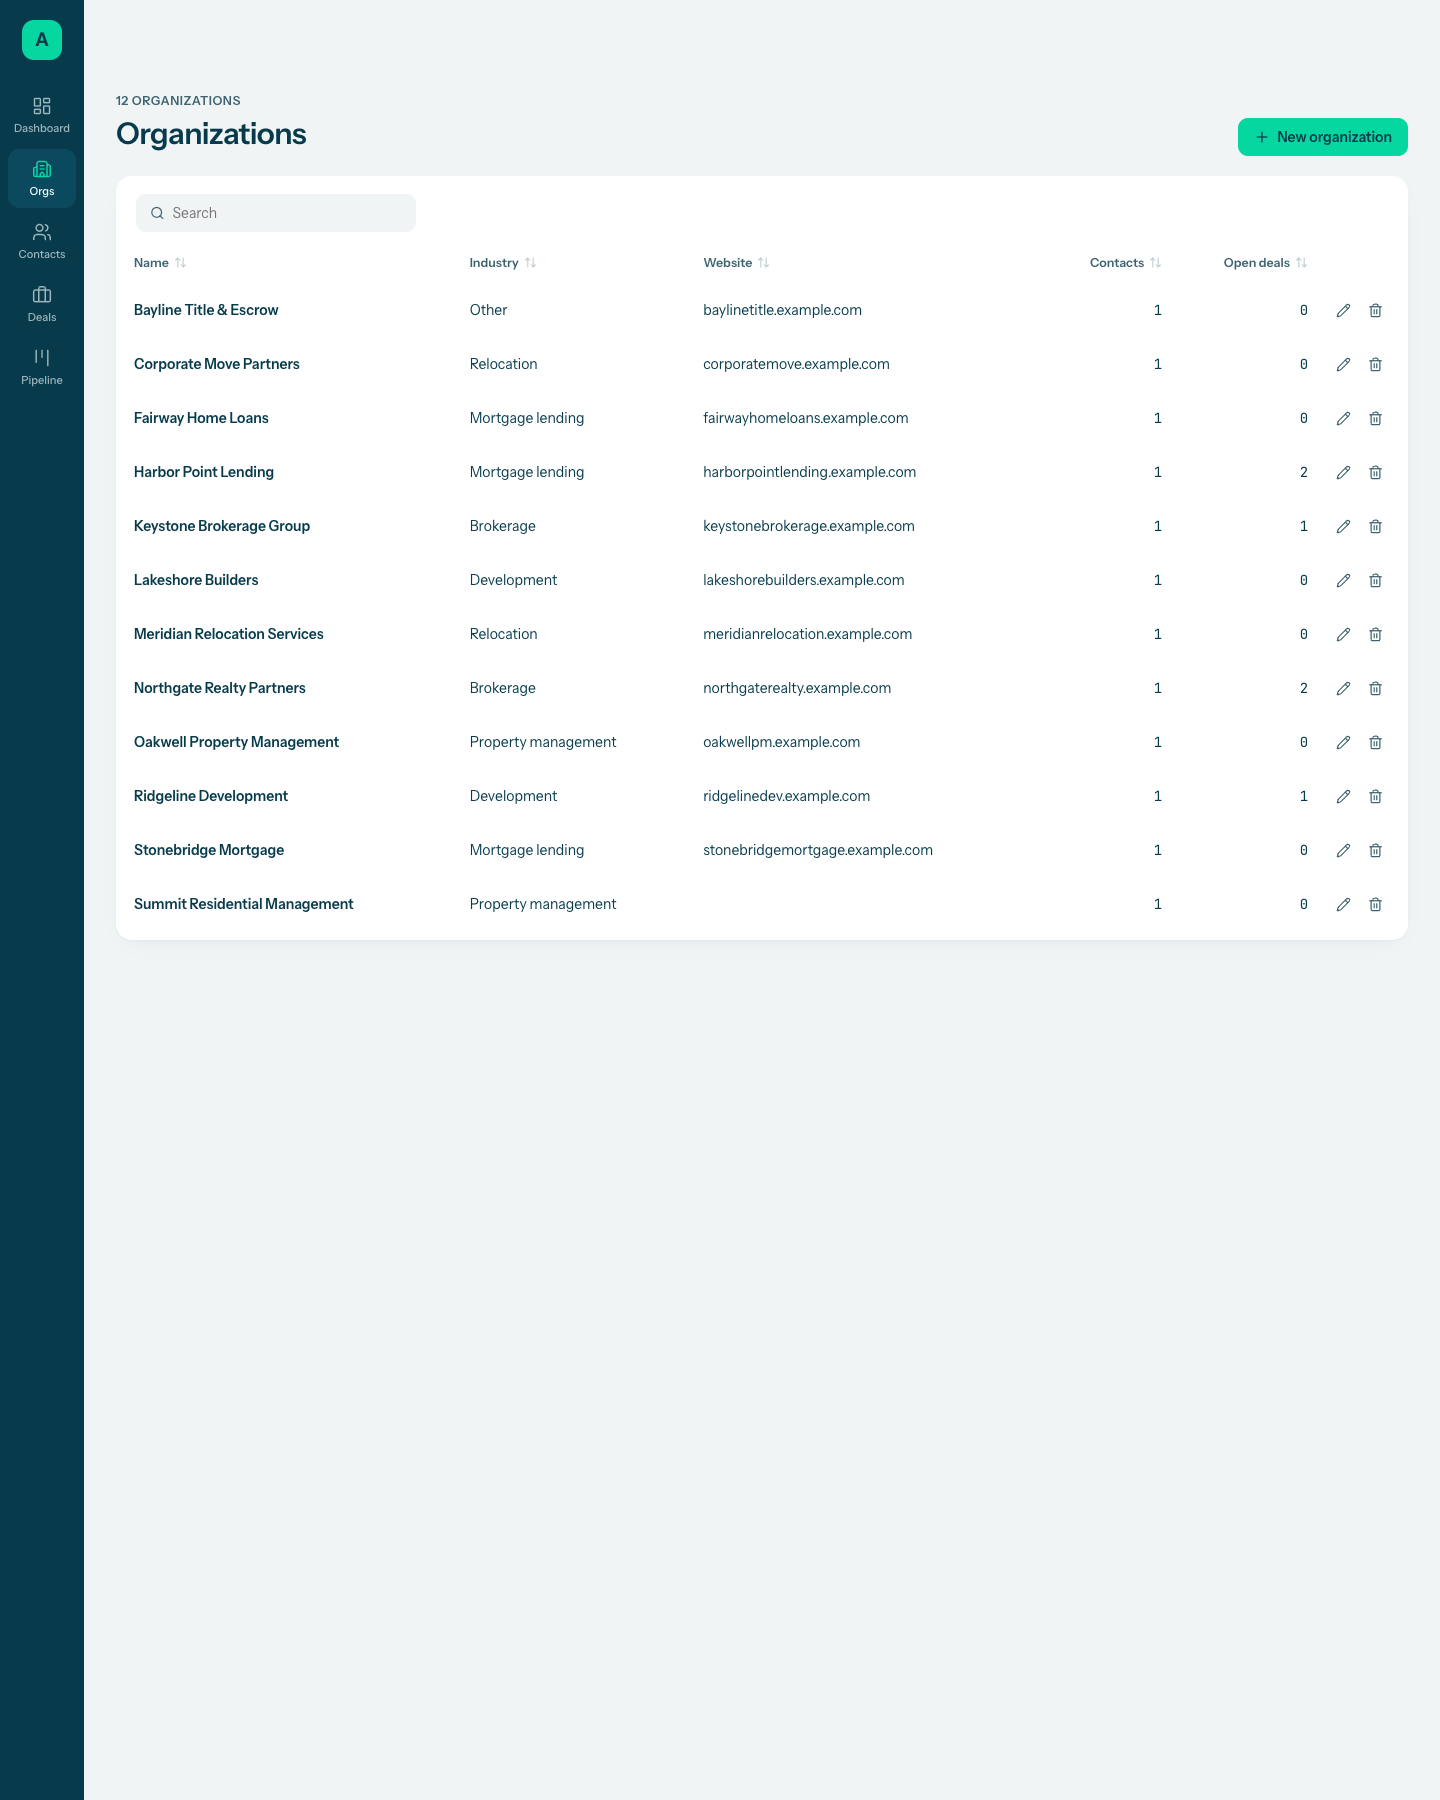 A
Dashboard
Orgs
Contacts
Deals
Pipeline
12 ORGANIZATIONS
Organizations
New organization
Search
Name Industry Website Contacts Open deals
Bayline Title & Escrow Other baylinetitle.example.com 1 0
Corporate Move Partners Relocation corporatemove.example.com 1 0
Fairway Home Loans Mortgage lending fairwayhomeloans.example.com 1 0
Harbor Point Lending Mortgage lending harborpointlending.example.com 1 2
Keystone Brokerage Group Brokerage keystonebrokerage.example.com 1 1
Lakeshore Builders Development lakeshorebuilders.example.com 1 0
Meridian Relocation Services Relocation meridianrelocation.example.com 1 0
Northgate Realty Partners Brokerage northgaterealty.example.com 1 2
Oakwell Property Management Property management oakwellpm.example.com 1 0
Ridgeline Development Development ridgelinedev.example.com 1 1
Stonebridge Mortgage Mortgage lending stonebridgemortgage.example.com 1 0
Summit Residential Management Property management 1 0